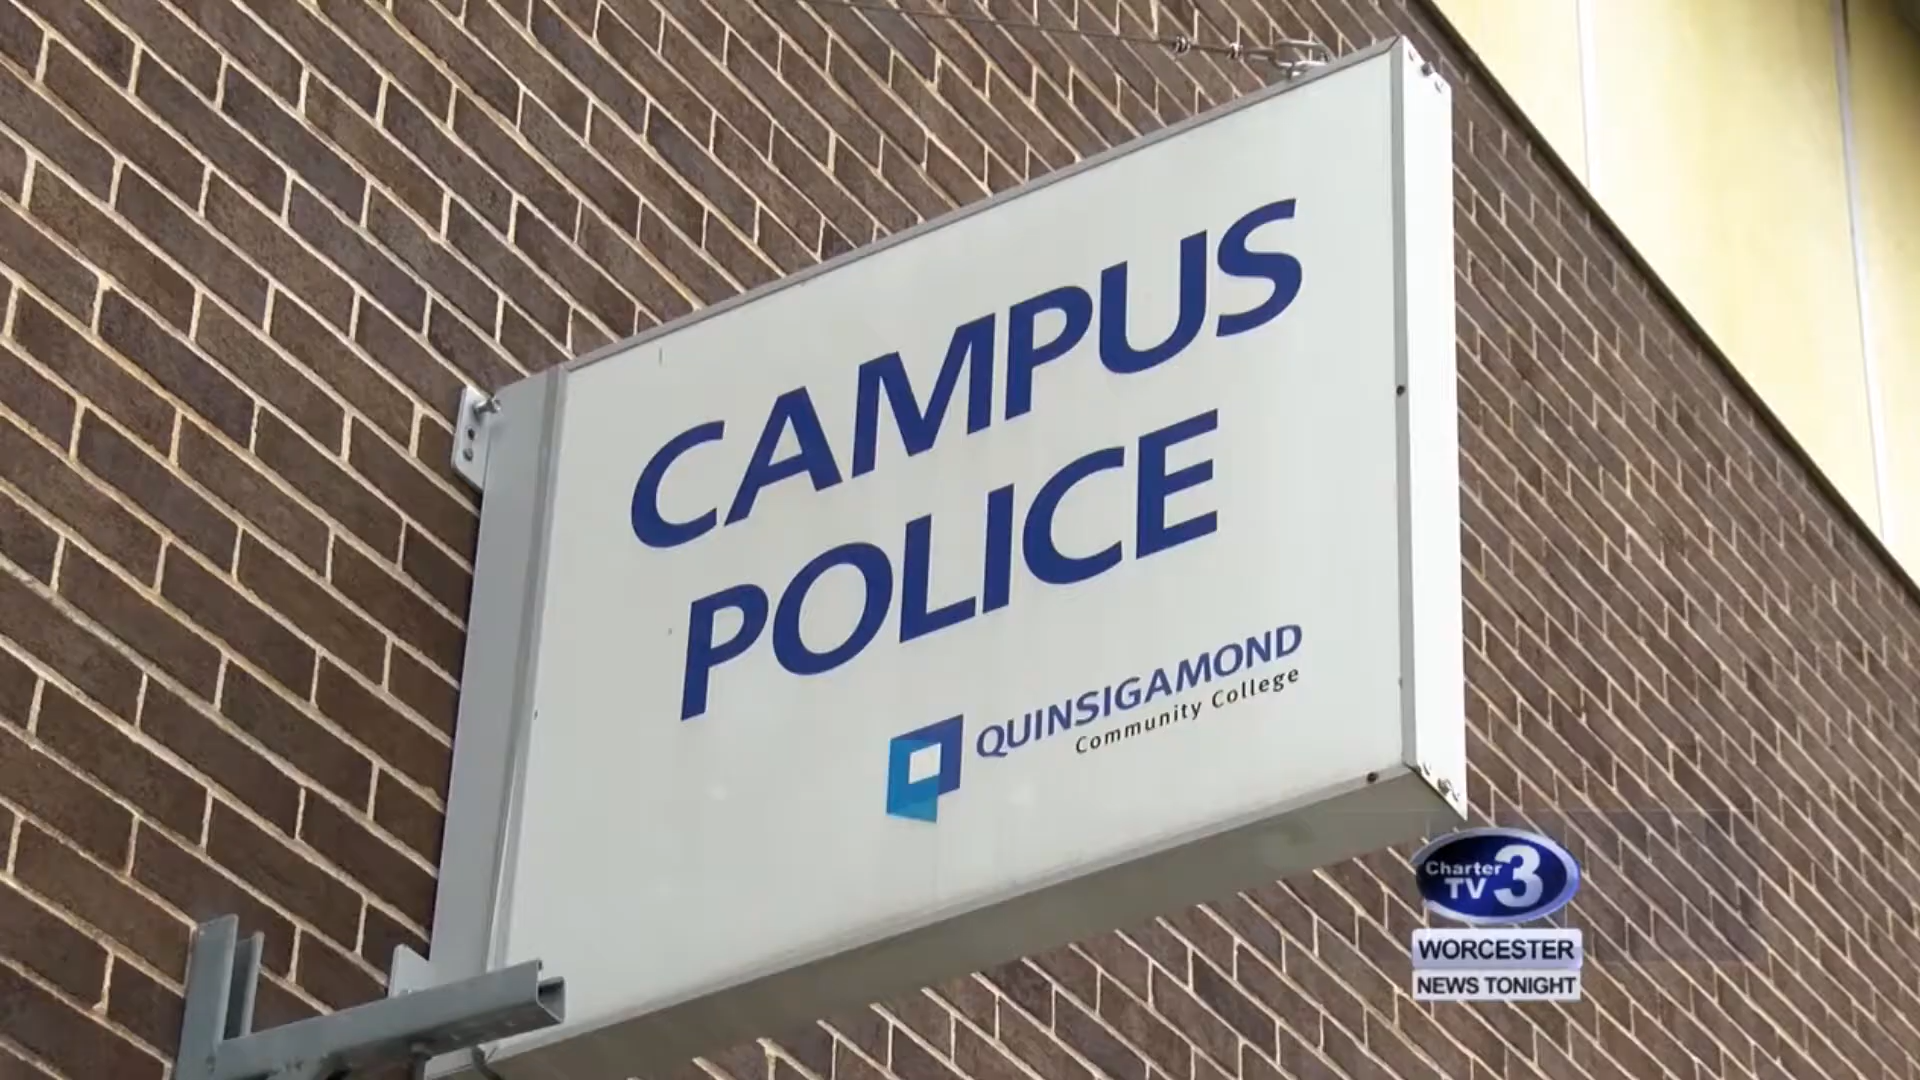 CAMPUS
POLICE
QUINSIGAMOND
Community College
Charter
TV 3
WORCESTER
NEWS TONIGHT